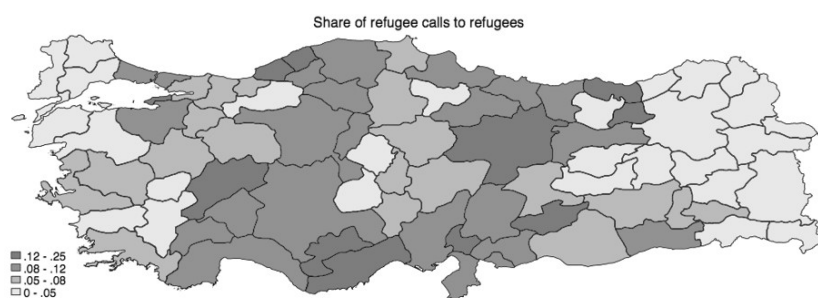 Share of refugee calls to refugees
.12 - .25
.08 - .12
.05 - .08
0 - .05